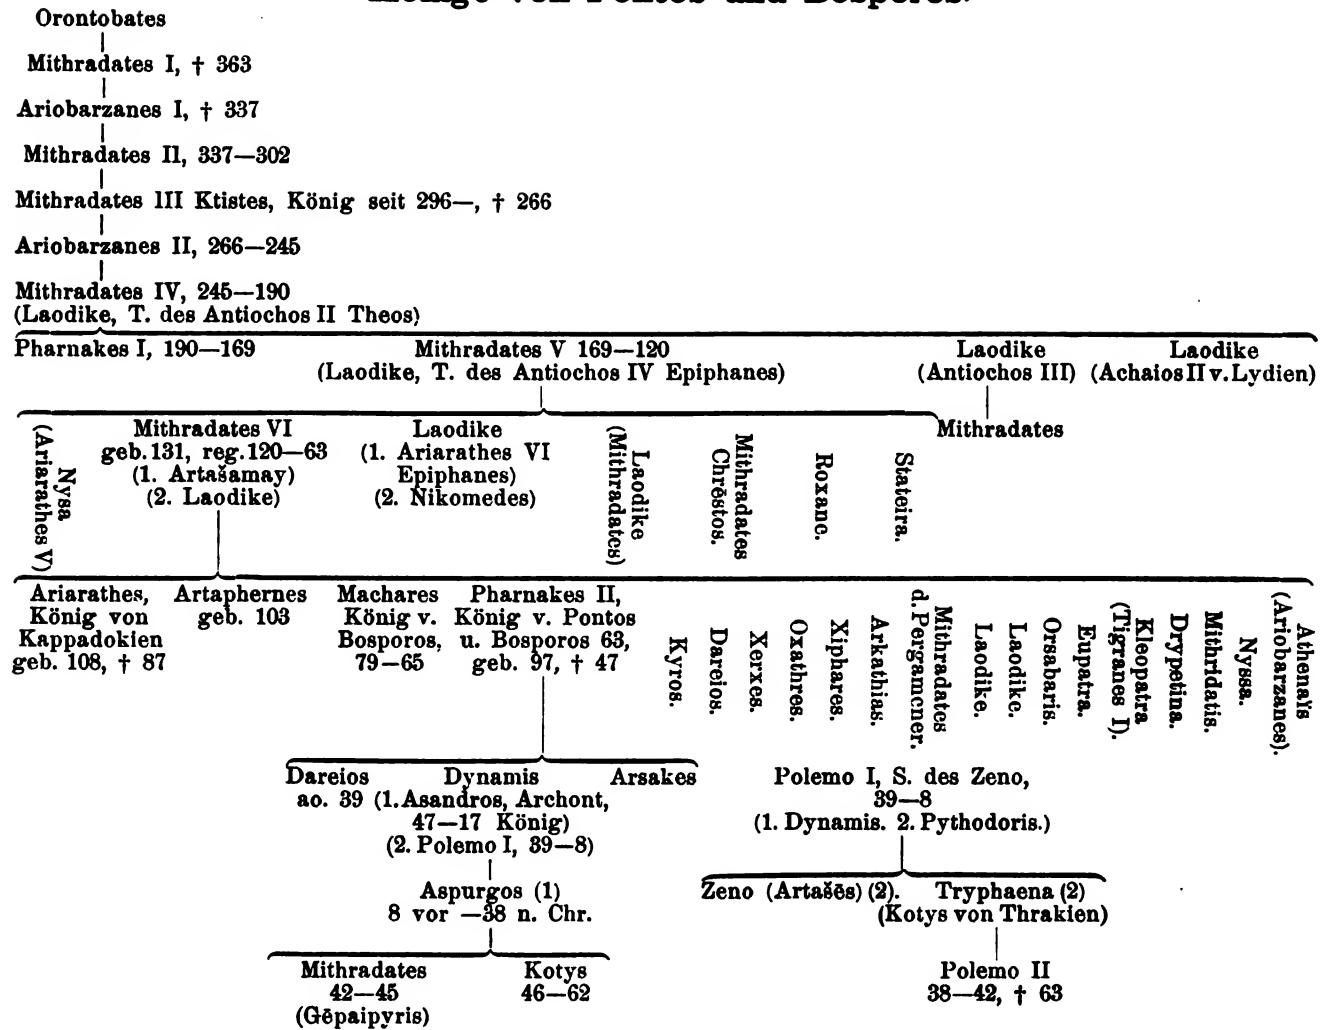 Könige von Pontos und Bosporos.
Orontobates
Mithradates I, † 363
Ariobarzanes I, † 337
Mithradates II, 337—302
Mithradates III Ktistes, König seit 296—, † 266
Ariobarzanes II, 266—245
Mithradates IV, 245—190
(Laodike, T. des Antiochos II Theos)
Pharnakes I, 190—169
Mithradates V 169—120
(Laodike, T. des Antiochos IV Epiphanes)
Laodike
(Antiochos III)
Laodike
(Achaios II v. Lydien)
Mithradates
Nysa
(Ariarathes V)
Mithradates VI
geb. 131, reg. 120—63
(1. Artašamay)
(2. Laodike)
Laodike
(1. Ariarathes VI
Epiphanes)
(2. Nikomedes)
Laodike
(Mithradates)
Mithradates
Chrēstos.
Roxane.
Stateira.
Ariarathes,
König von
Kappadokien
geb. 108, † 87
Artaphernes
geb. 103
Machares
König v.
Bosporos,
79—65
Pharnakes II,
König v. Pontos
u. Bosporos 63,
geb. 97, † 47
Kyros.
Dareios.
Xerxes.
Oxathres.
Xiphares.
Arkathias.
Mithradates
d. Pergamener.
Laodike.
Laodike.
Orsabaris.
Eupatra.
Kleopatra
(Tigranes I).
Drypetina.
Mithridatis.
Nyssa.
Athenaïs
(Ariobarzanes).
Dareios
ao. 39
Dynamis
(1. Asandros, Archont,
47—17 König)
(2. Polemo I, 39—8)
Arsakes
Aspurgos (1)
8 vor —38 n. Chr.
Mithradates
42—45
(Gēpaipyris)
Kotys
46—62
Polemo I, S. des Zeno,
39—8
(1. Dynamis. 2. Pythodoris.)
Zeno (Artašēs) (2).
Tryphaena (2)
(Kotys von Thrakien)
Polemo II
38—42, † 63